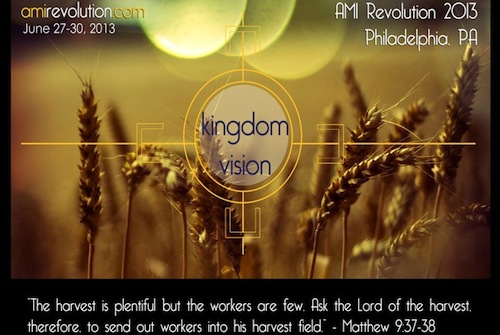 amirevolution.com
June 27-30, 2013
AMI Revolution 2013
Philadelphia, PA
kingdom
vision
"The harvest is plentiful but the workers are few. Ask the Lord of the harvest,
therefore, to send out workers into his harvest field." - Matthew 9:37-38